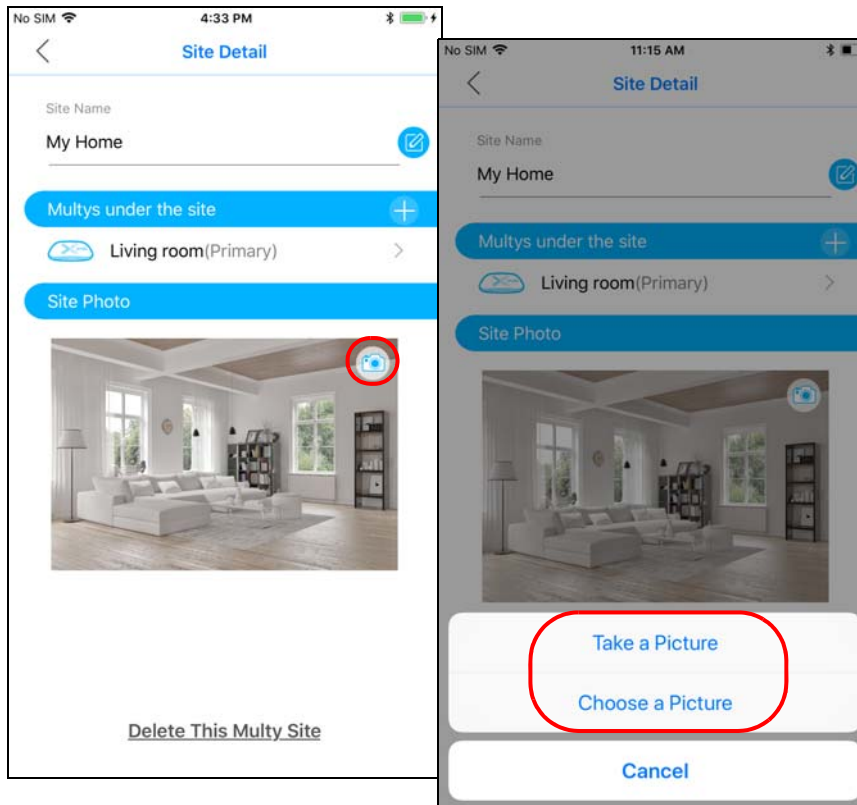 No SIM 4:33 PM
Site Detail
Site Name
My Home
Multys under the site
Living room(Primary)
Site Photo
Delete This Multy Site
No SIM 11:15 AM
Site Detail
Site Name
My Home
Multys under the site
Living room(Primary)
Site Photo
Take a Picture
Choose a Picture
Cancel